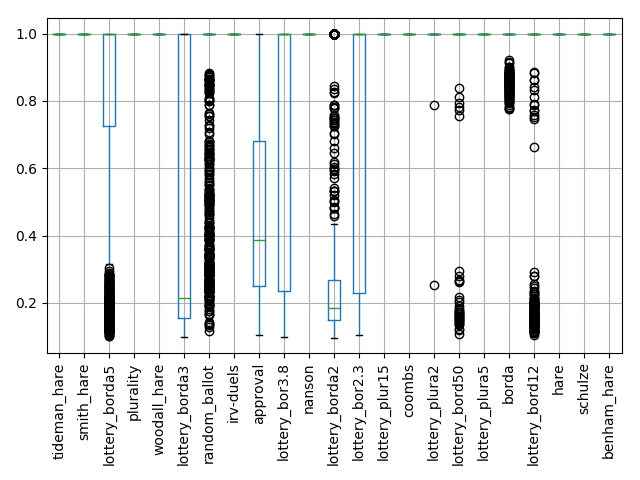 1.0
0.8
0.6
0.4
0.2
tideman_hare
smith_hare
lottery_borda5
plurality
woodall_hare
lottery_borda3
random_ballot
irv-duels
approval
lottery_bor3.8
nanson
lottery_borda2
lottery_bor2.3
lottery_plur15
coombs
lottery_plura2
lottery_bord50
lottery_plura5
borda
lottery_bord12
hare
schulze
benham_hare